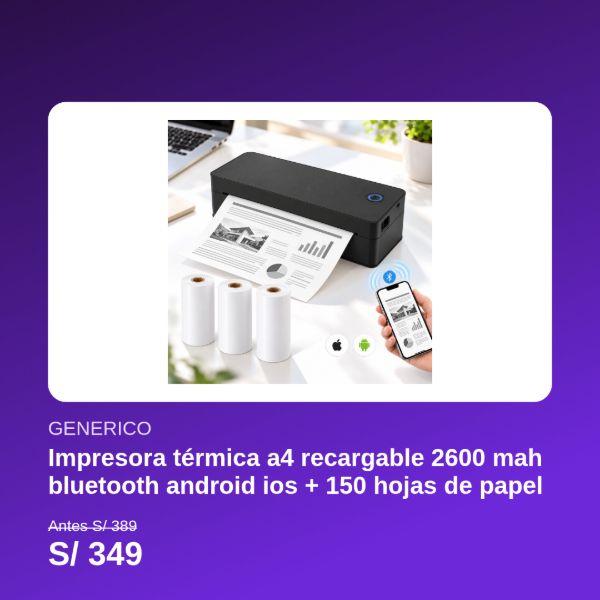 GENERICO
Impresora térmica a4 recargable 2600 mah
bluetooth android ios + 150 hojas de papel
Antes S/ 389
S/ 349